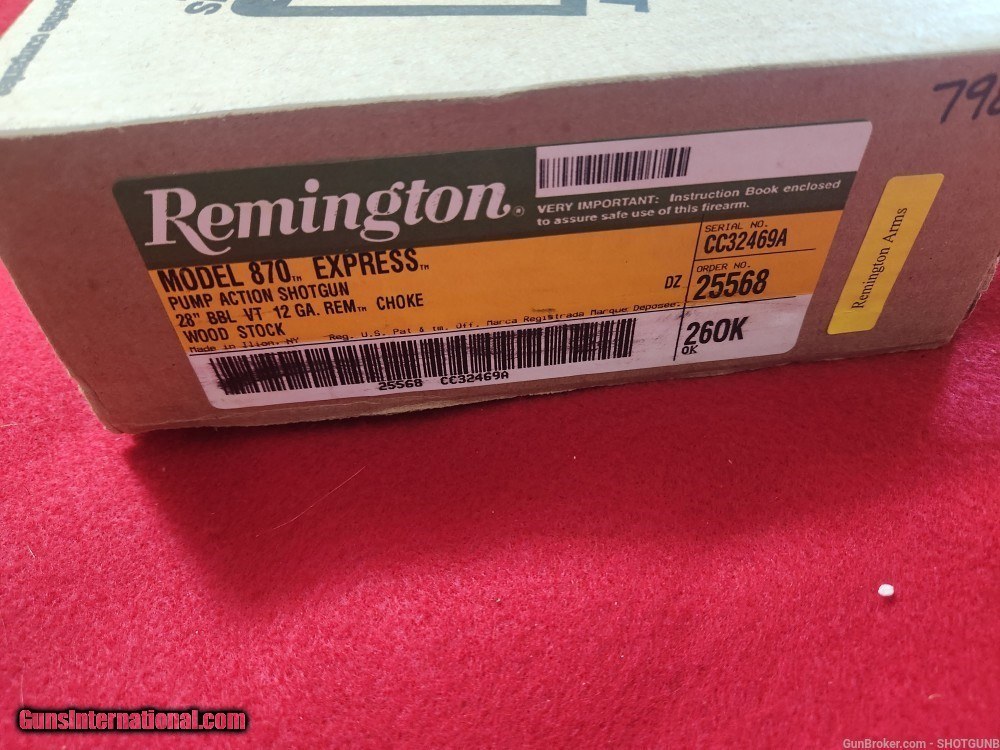 Remington®
VERY IMPORTANT: Instruction Book enclosed
to assure safe use of this firearm.
MODEL 870™ EXPRESS™
PUMP ACTION SHOTGUN
28" BBL VT 12 GA. REM™ CHOKE
WOOD STOCK
DZ
SERIAL NO.
CC32469A
ORDER NO.
25568
Made in Ilion, NY Reg. U.S. Pat & tm. Off. Marca Registrada Marque Deposee.
25568 CC32469A
260K
OK
Remington Arms
GunsInternational.com
GunBroker.com - SHOTGUNB